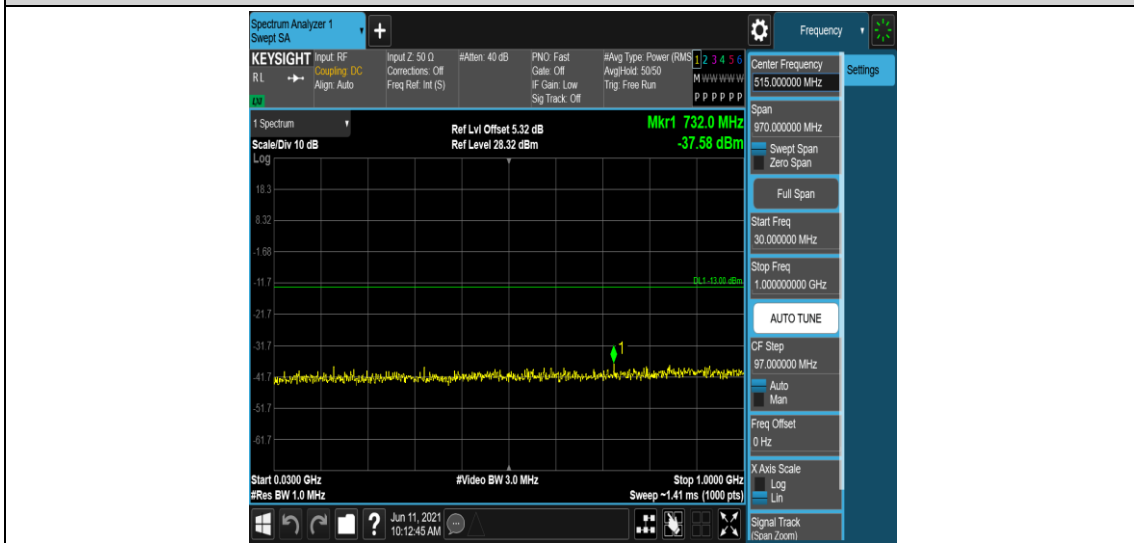 Spectrum Analyzer 1
Swept SA
+
Frequency
KEYSIGHT
Input: RF
Input Z: 50 Ω
#Atten: 40 dB
PNO: Fast
#Avg Type: Power (RMS
1 2 3 4 5 6
RL
Coupling: DC
Corrections: Off
Gate: Off
Avg|Hold: 50/50
M W W W W W
Align: Auto
Freq Ref: Int (S)
IF Gain: Low
Trig: Free Run
Sig Track: Off
P P P P P P
1 Spectrum
Scale/Div 10 dB
Ref Lvl Offset 5.32 dB
Ref Level 28.32 dBm
Mkr1 732.0 MHz
-37.58 dBm
Log
18.3
8.32
-1.68
-11.7
DL1 -13.00 dBm
-21.7
-31.7
1
-41.7
-51.7
-61.7
Start 0.0300 GHz
#Video BW 3.0 MHz
Stop 1.0000 GHz
#Res BW 1.0 MHz
Sweep ~1.41 ms (1000 pts)
?
Jun 11, 2021
10:12:45 AM
Center Frequency
515.000000 MHz
Settings
Span
970.000000 MHz
Swept Span
Zero Span
Full Span
Start Freq
30.000000 MHz
Stop Freq
1.000000000 GHz
AUTO TUNE
CF Step
97.000000 MHz
Auto
Man
Freq Offset
0 Hz
X Axis Scale
Log
Lin
Signal Track
(Span Zoom)